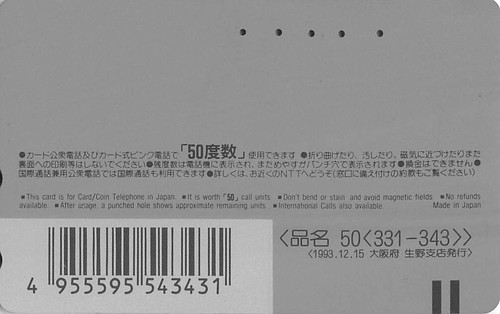 ●カード公衆電話及びカード式ピンク電話で「50度数」使用できます ●折り曲げたり、汚したり、磁気に近づけたりまた
裏面への印刷等はしないでください●残度数は電話機に表示され、まためやすがパンチ穴で表示されます●換金はできません●
国際通話兼用公衆電話では国際通話も利用できます●詳しくは、お近くのNTTへどうぞ(窓口に備え付けの約款もご覧ください)
■This card is for Card/Coin Telephone in Japan. ■It is worth「50」call units ■Don't bend or stain and avoid magnetic fields ■No refunds
available. ■After usage, a punched hole shows approximate remaining units. ■International Calls also available. Made in Japan
〈品名 50〈331-343〉〉
〈1993.12.15 大阪府 生野支店発行〉
4 955595 543431